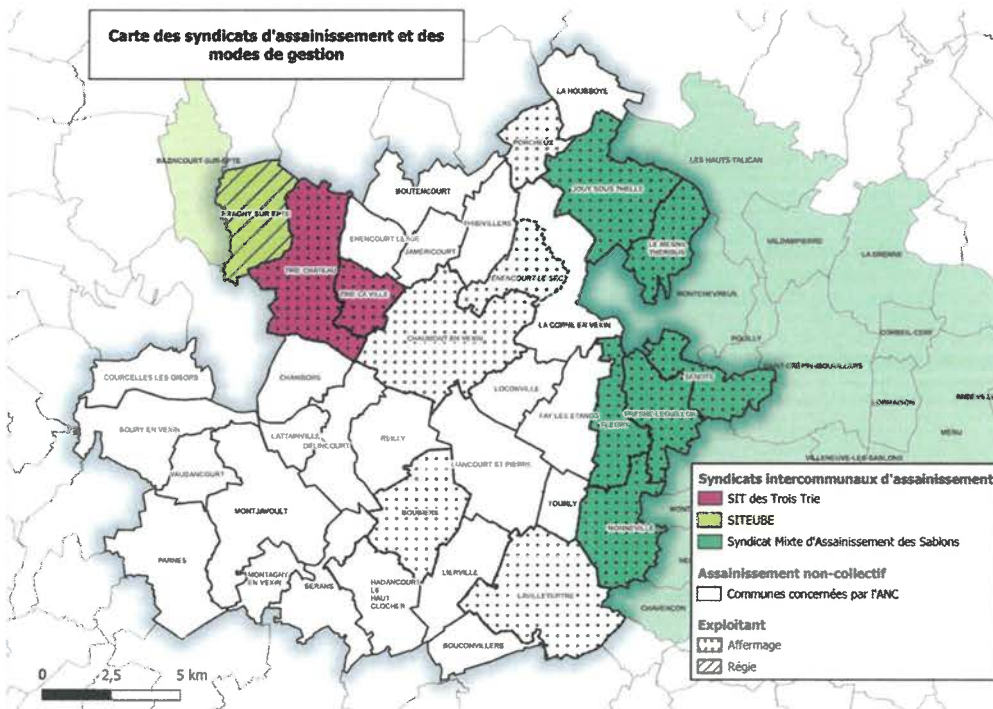 Carte des syndicats d'assainissement et des
modes de gestion
LA HOUSSOYE
PORCHEUX
BAZANCOURT-SUR-EPTE
LES HAUTS-TALICAN
BOUTENCOURT
JOUY SOUS THELLE
ERAGNY SUR EPTE
THIBIVILLERS
ENENCOURT LEAGE
JAMERICOURT
LE MESNIL
THERIBUS
VALDAMPIERRE
LA DRENNE
TRIE CHATEAU
ENENCOURT LE SEC
TRIE LA VILLE
MONTCHEVREUIL
LA CORNE EN VEXIN
CHAUMONT EN VEXIN
POUILLY
CORBEIL-CERF
COURCELLES LES GISORS
CHAMBORS
LOCONVILLE
SENOTS
LORMAISON
BOURY EN VEXIN
LATTAINVILLE
DELINCOURT
REILLY
FAY LES ETANGS
FLEURY
FRESNE-LEGUILLON
MERU
VAUDANCOURT
LIANCOURT ST PIERRE
VILLENEUVE-LES-SABLONS
MONTJAVOULT
BOUBIERS
TOURLY
MONNEVILLE
PARNES
MONTAGNY
EN VEXIN
SERANS
HADANCOURT
LE
HAUT
CLOCHER
LIERVILLE
LAVILLETERTRE
CHAVENÇON
BOUCONVILLERS
Syndicats intercommunaux d'assainissement
SIT des Trois Trie
SITEUBE
Syndicat Mixte d'Assainissement des Sablons
Assainissement non-collectif
Communes concernées par l'ANC
Exploitant
Affermage
Régie
0 2,5 5 km